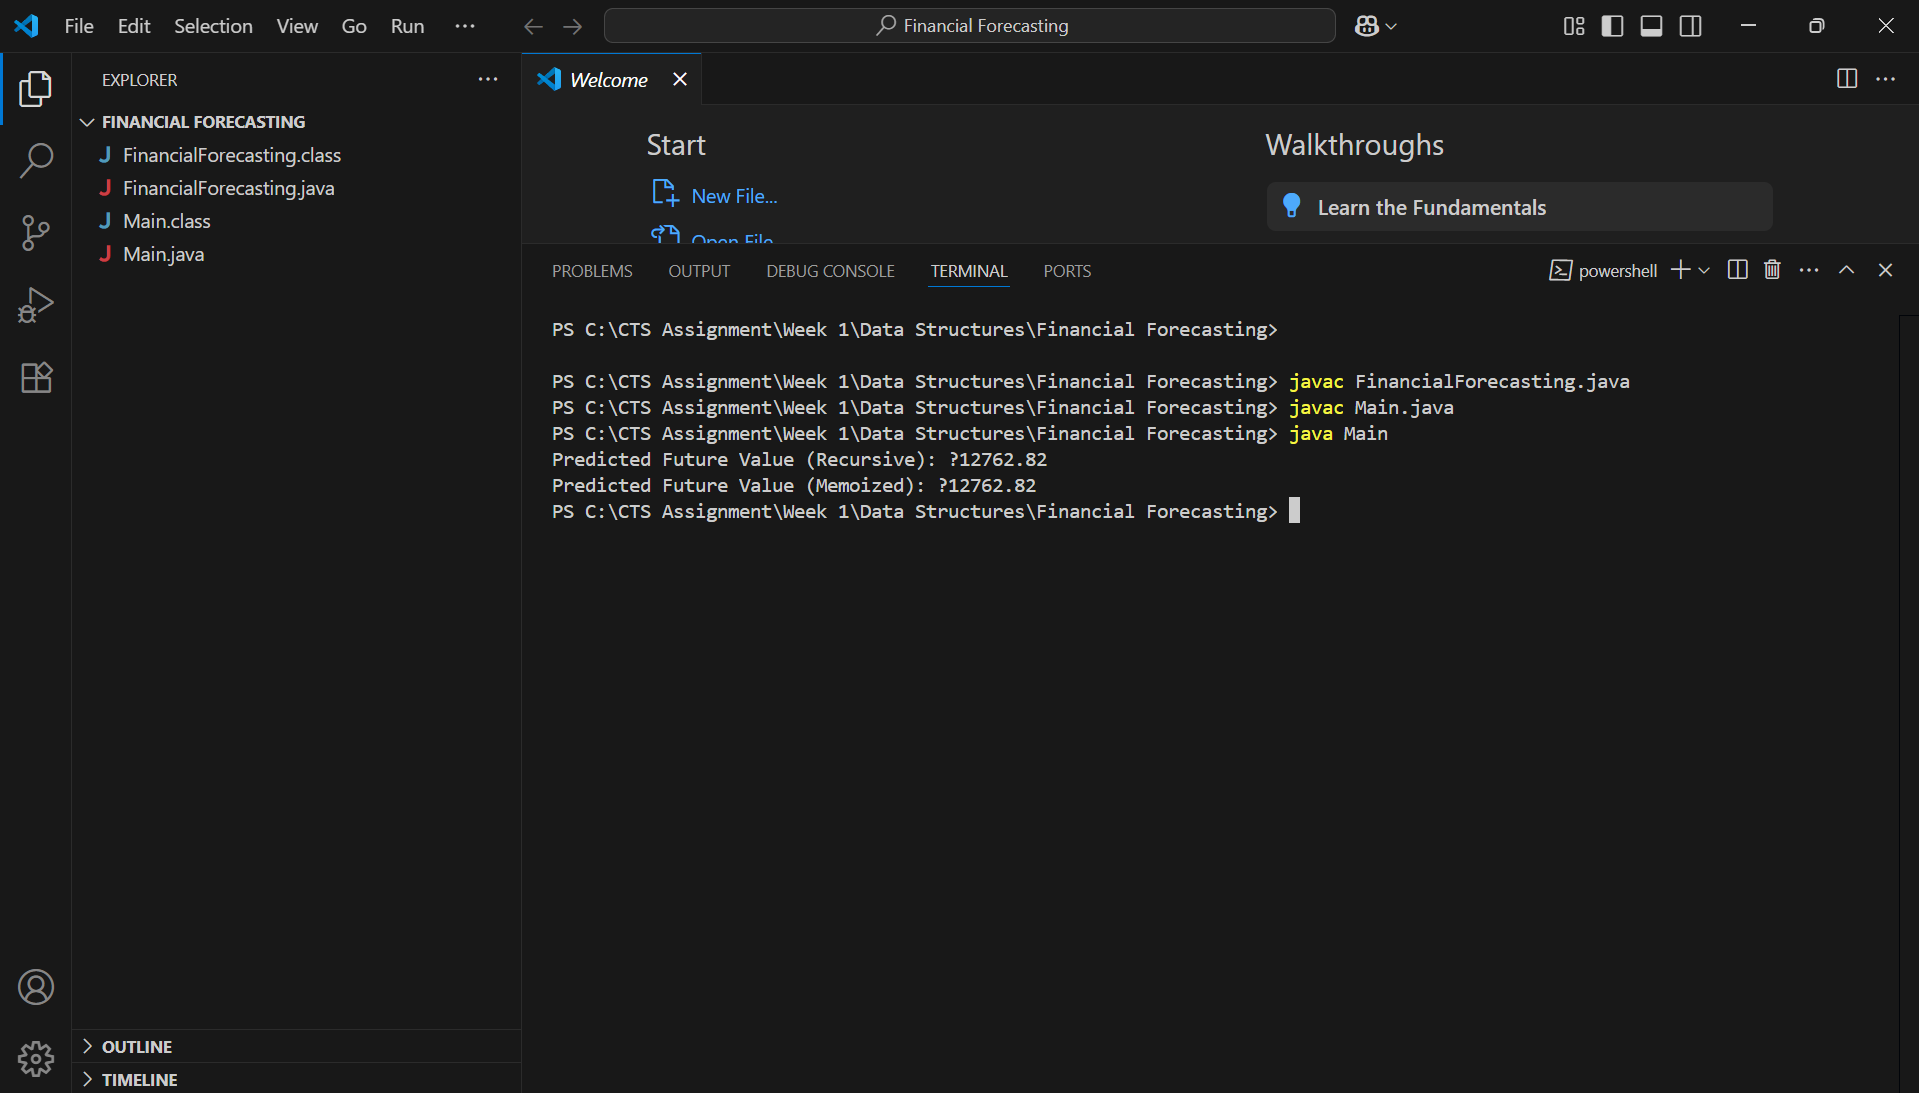 File Edit Selection View Go Run
Financial Forecasting
EXPLORER
FINANCIAL FORECASTING
FinancialForecasting.class
FinancialForecasting.java
Main.class
Main.java
OUTLINE
TIMELINE
Welcome
Start
New File...
Open File
Walkthroughs
Learn the Fundamentals
PROBLEMS OUTPUT DEBUG CONSOLE TERMINAL PORTS
powershell
PS C:\CTS Assignment\Week 1\Data Structures\Financial Forecasting>
PS C:\CTS Assignment\Week 1\Data Structures\Financial Forecasting> javac FinancialForecasting.java
PS C:\CTS Assignment\Week 1\Data Structures\Financial Forecasting> javac Main.java
PS C:\CTS Assignment\Week 1\Data Structures\Financial Forecasting> java Main
Predicted Future Value (Recursive): ?12762.82
Predicted Future Value (Memoized): ?12762.82
PS C:\CTS Assignment\Week 1\Data Structures\Financial Forecasting>